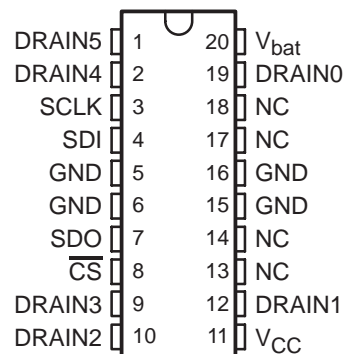 DRAIN5 1 20 Vbat
DRAIN4 2 19 DRAIN0
SCLK 3 18 NC
SDI 4 17 NC
GND 5 16 GND
GND 6 15 GND
SDO 7 14 NC
C̅S̅ 8 13 NC
DRAIN3 9 12 DRAIN1
DRAIN2 10 11 VCC